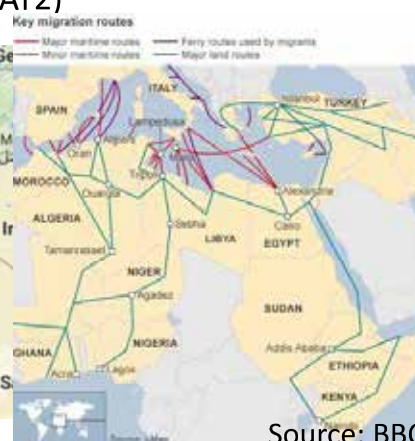 AT2)
Key migration routes
Major maritime routes
Ferry routes used by migrants
Minor maritime routes
Major land routes
ITALY
SPAIN
Istanbul
TURKEY
Lampedusa
Algiers
Oran
Malta
Tripoli
MOROCCO
Ouargla
Alexandria
Cairo
ALGERIA
Sebha
LIBYA
EGYPT
Tamanrasset
NIGER
Agadez
SUDAN
NIGERIA
GHANA
Addis Ababa
Accra
Lagos
ETHIOPIA
KENYA
Nairobi
Source: BBC